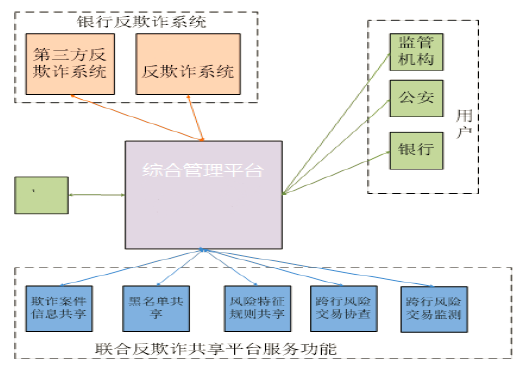 银行反欺诈系统
第三方反
欺诈系统
反欺诈系统
监管
机构
公安
银行
用
户
综合管理平台
欺诈案件
信息共享
黑名单共
享
风险特征
规则共享
跨行风险
交易协查
跨行风险
交易监测
联合反欺诈共享平台服务功能